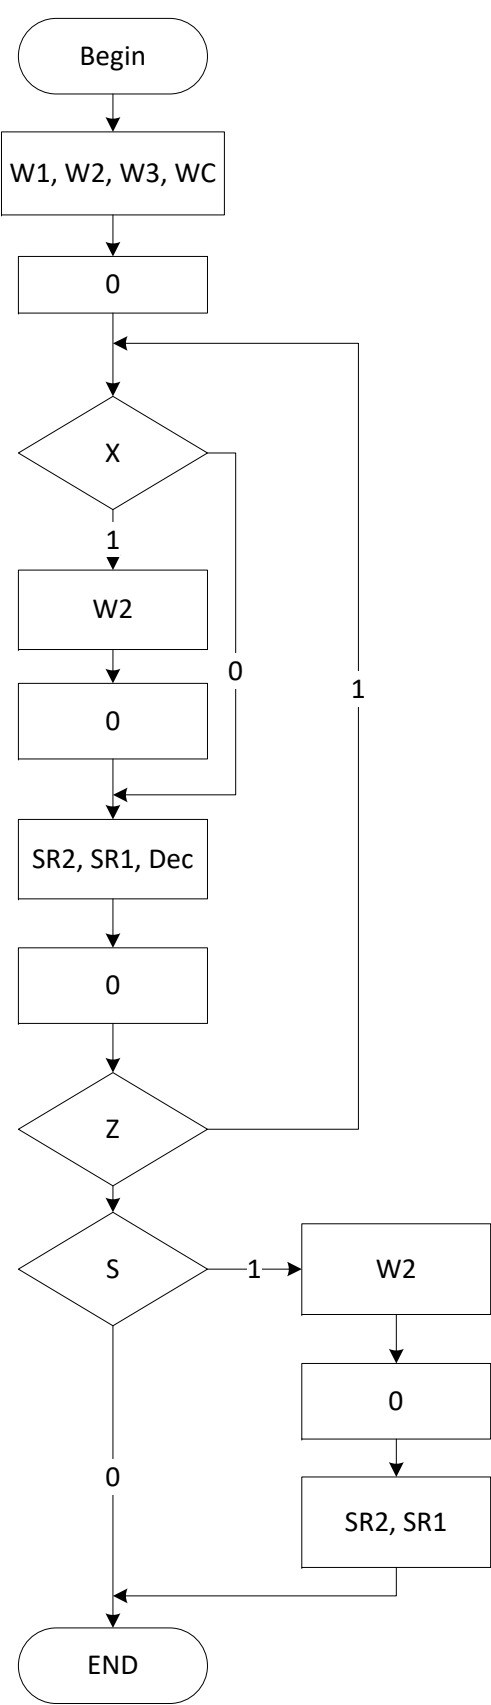 Begin
W1, W2, W3, WC
0
X
1
W2
0
0
1
SR2, SR1, Dec
0
Z
S
1
W2
0
0
SR2, SR1
END